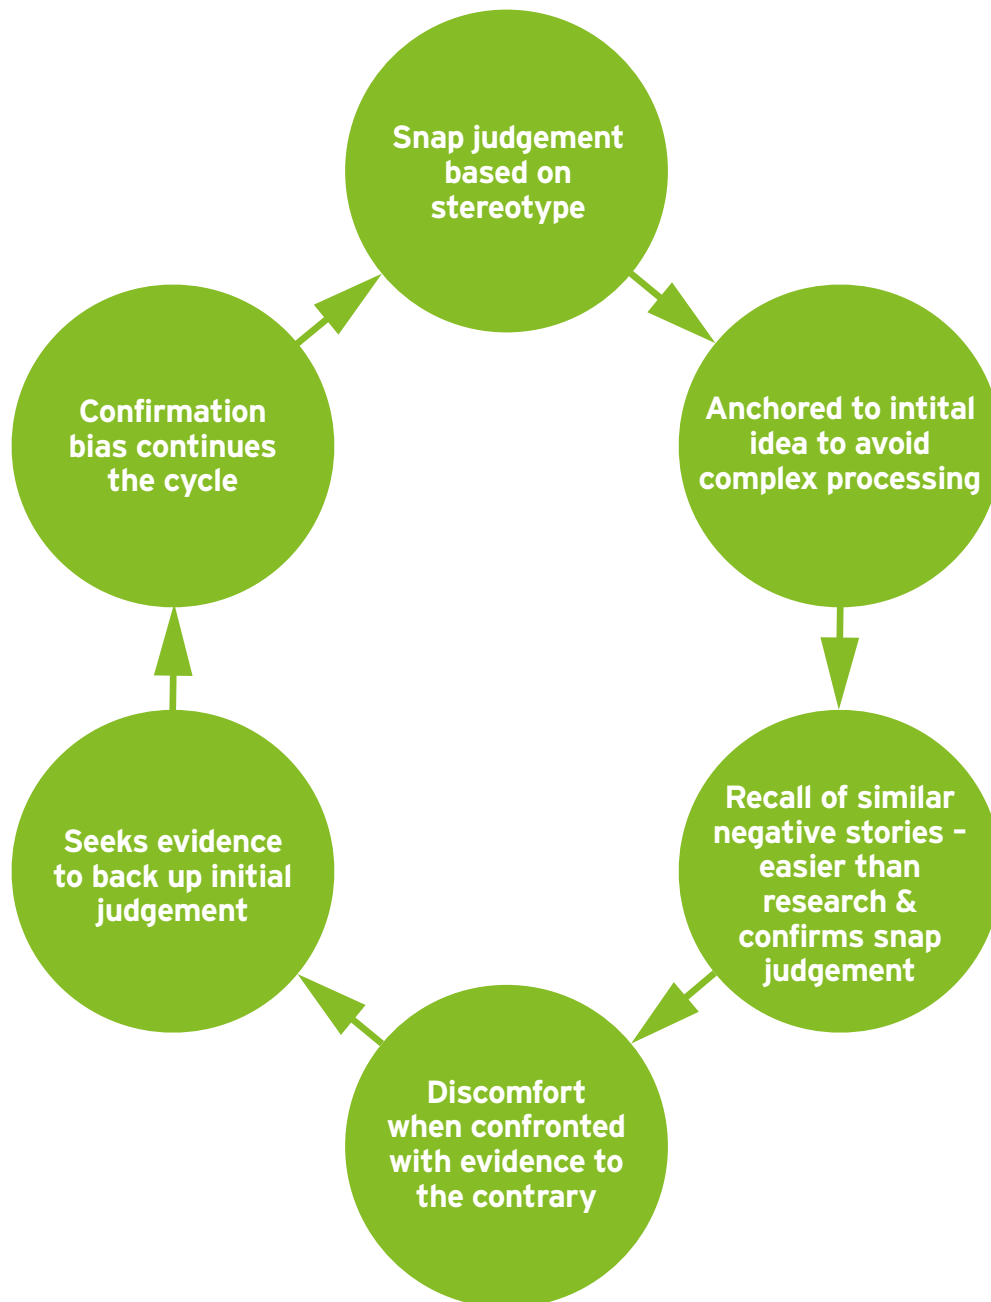 Snap judgement
based on
stereotype
Anchored to intital
idea to avoid
complex processing
Recall of similar
negative stories –
easier than
research &
confirms snap
judgement
Discomfort
when confronted
with evidence to
the contrary
Seeks evidence
to back up initial
judgement
Confirmation
bias continues
the cycle